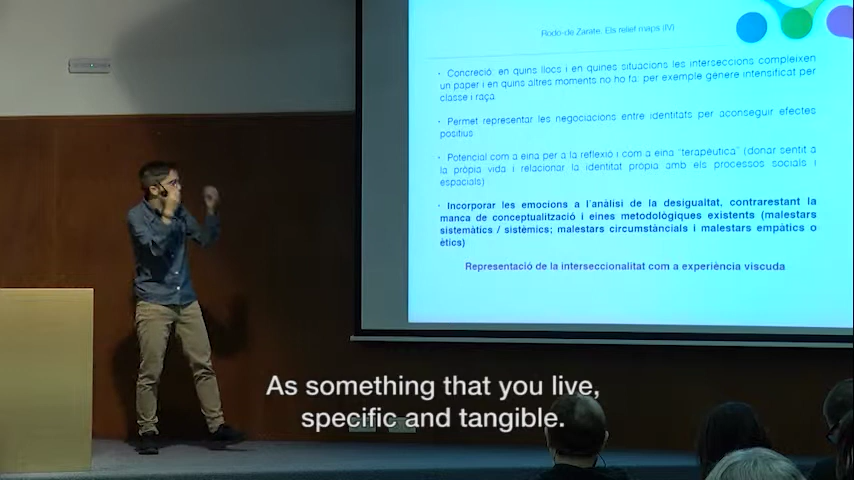 Rodo-de Zarate. Els relief maps (IV)
· Concreció: en quins llocs i en quines situacions les interseccions compleixen
un paper i en quins altres moments no ho fa: per exemple gènere intensificat per
classe i raça.
· Permet representar les negociacions entre identitats per aconseguir efectes
positius
· Potencial com a eina per a la reflexió i com a eina "terapèutica" (donar sentit a
la pròpia vida i relacionar la identitat pròpia amb els processos socials i
espacials)
· Incorporar les emocions a l'anàlisi de la desigualtat, contrarestant la
manca de conceptualització i eines metodològiques existents (malestars
sistemàtics / sistèmics; malestars circumstàncials i malestars empàtics o
ètics)
Representació de la interseccionalitat com a experiència viscuda
As something that you live,
specific and tangible.